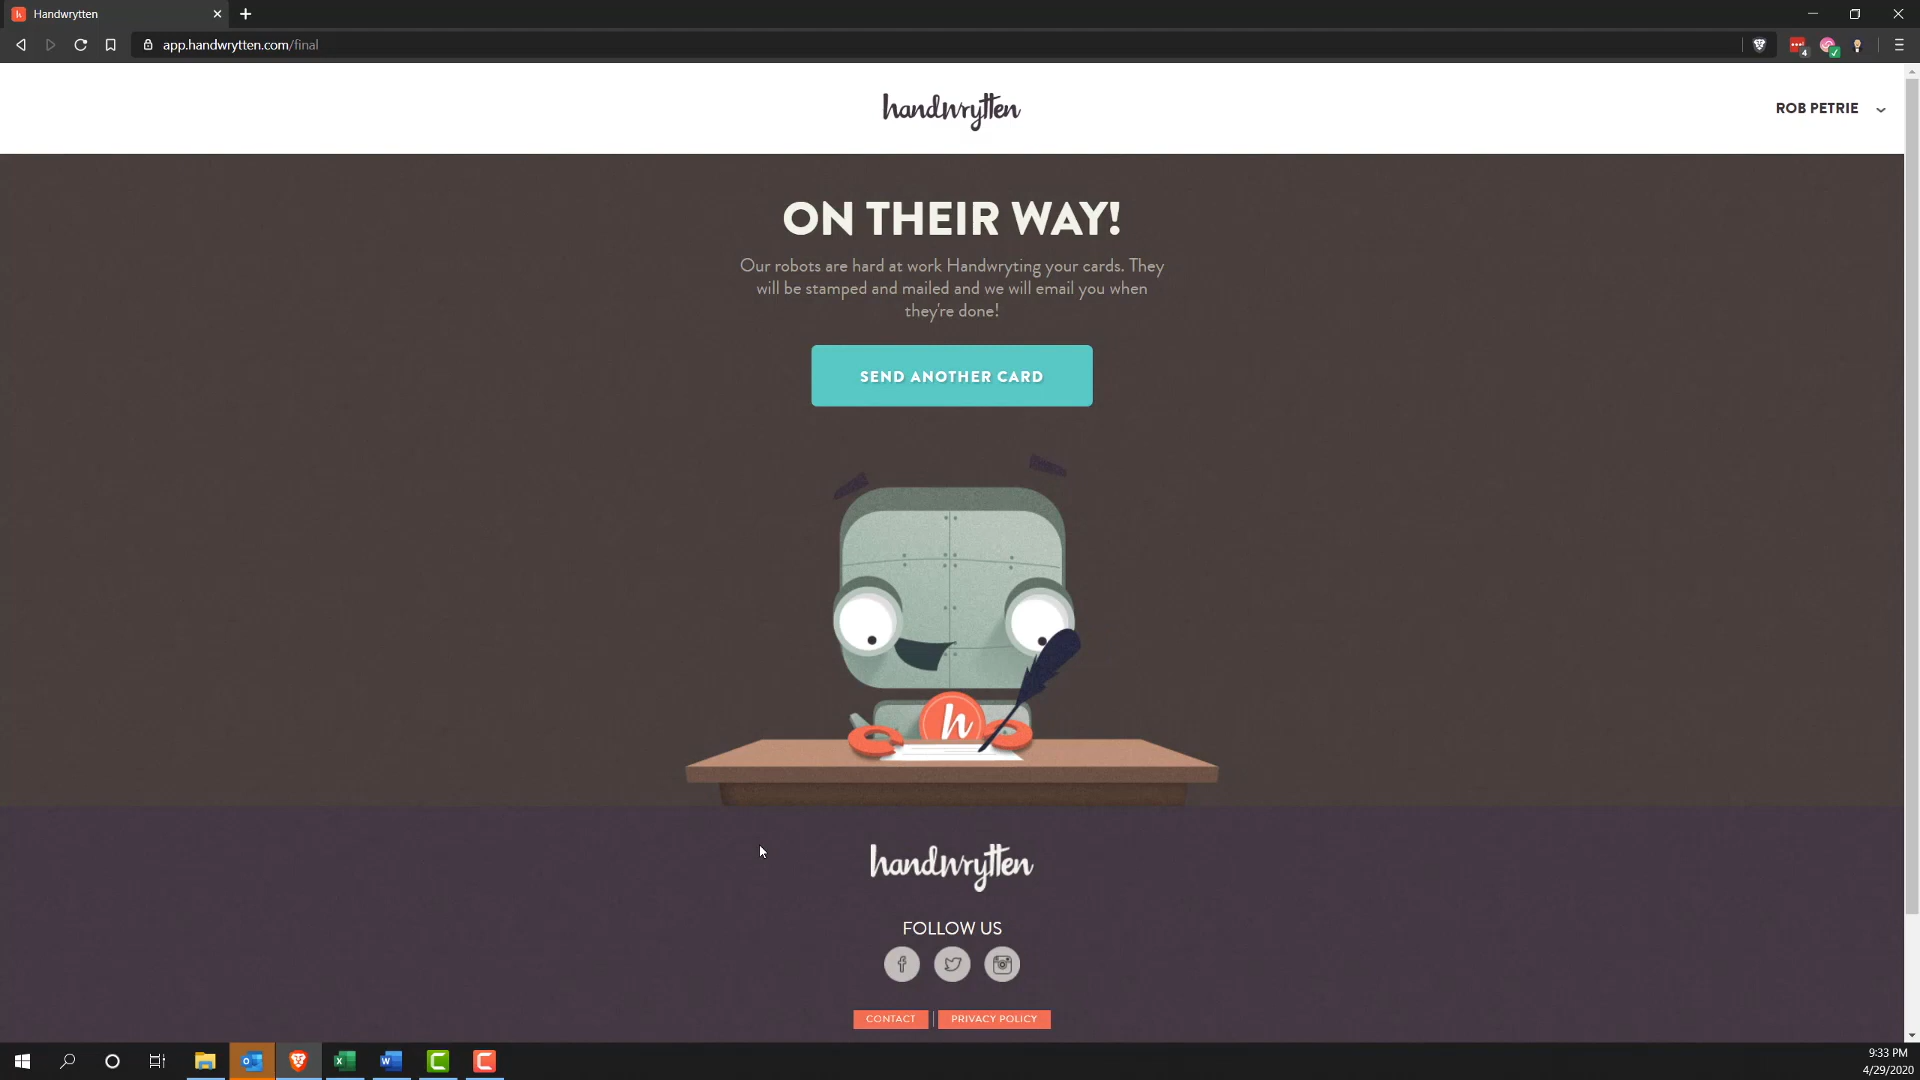 Handwrytten
app.handwrytten.com/final
4
handwrytten
ROB PETRIE
ON THEIR WAY!
Our robots are hard at work Handwryting your cards. They
will be stamped and mailed and we will email you when
they're done!
SEND ANOTHER CARD
h
handwrytten
FOLLOW US
CONTACT | PRIVACY POLICY
9:33 PM
4/29/2020